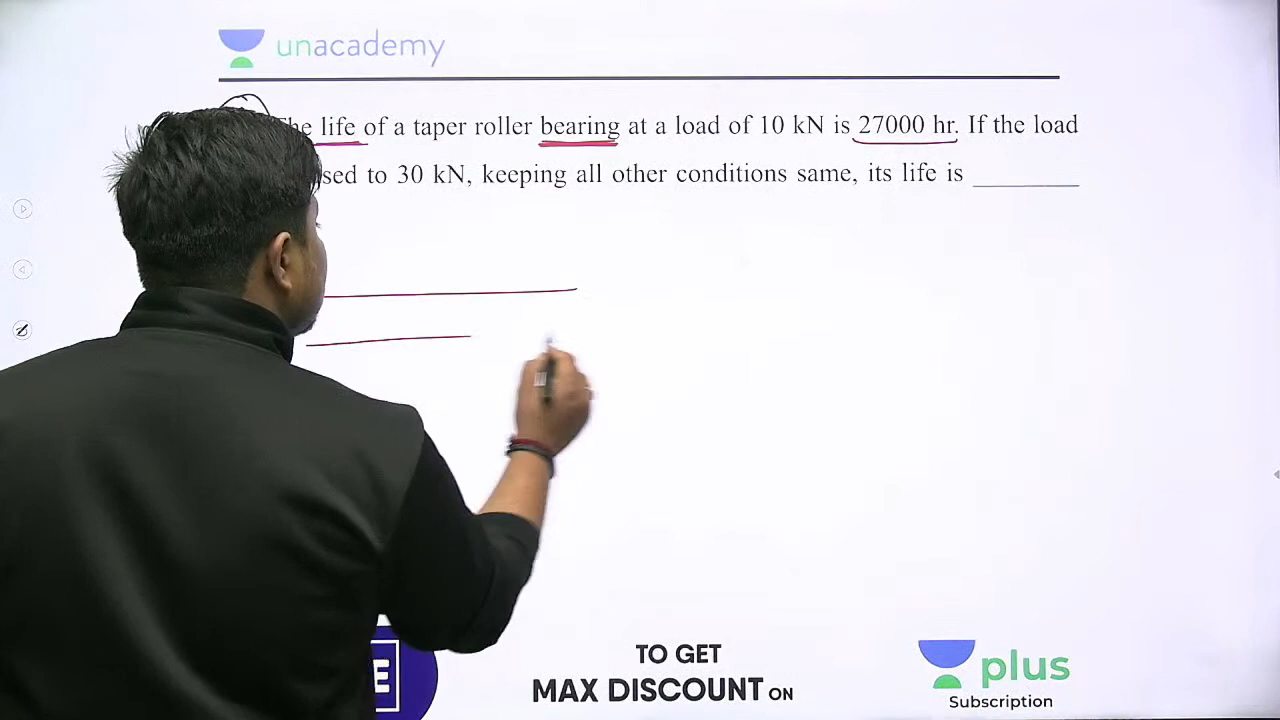 unacademy
The life of a taper roller bearing at a load of 10 kN is 27000 hr. If the load
sed to 30 kN, keeping all other conditions same, its life is ________
E
TO GET
MAX DISCOUNT ON
plus
Subscription